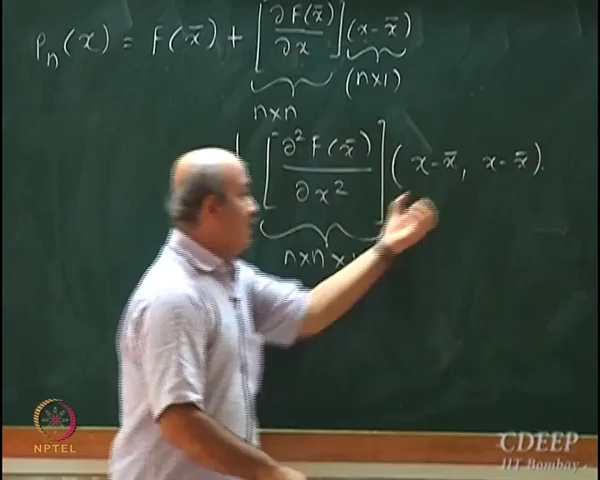 Pn(x) = F(x̄) + [∂F(x̄)/∂x] (x-x̄)
(n×1)
n×n
[∂²F(x̄)/∂x²] (x-x̄, x-x̄).
n×n×
NPTEL
CDEEP
IIT Bombay